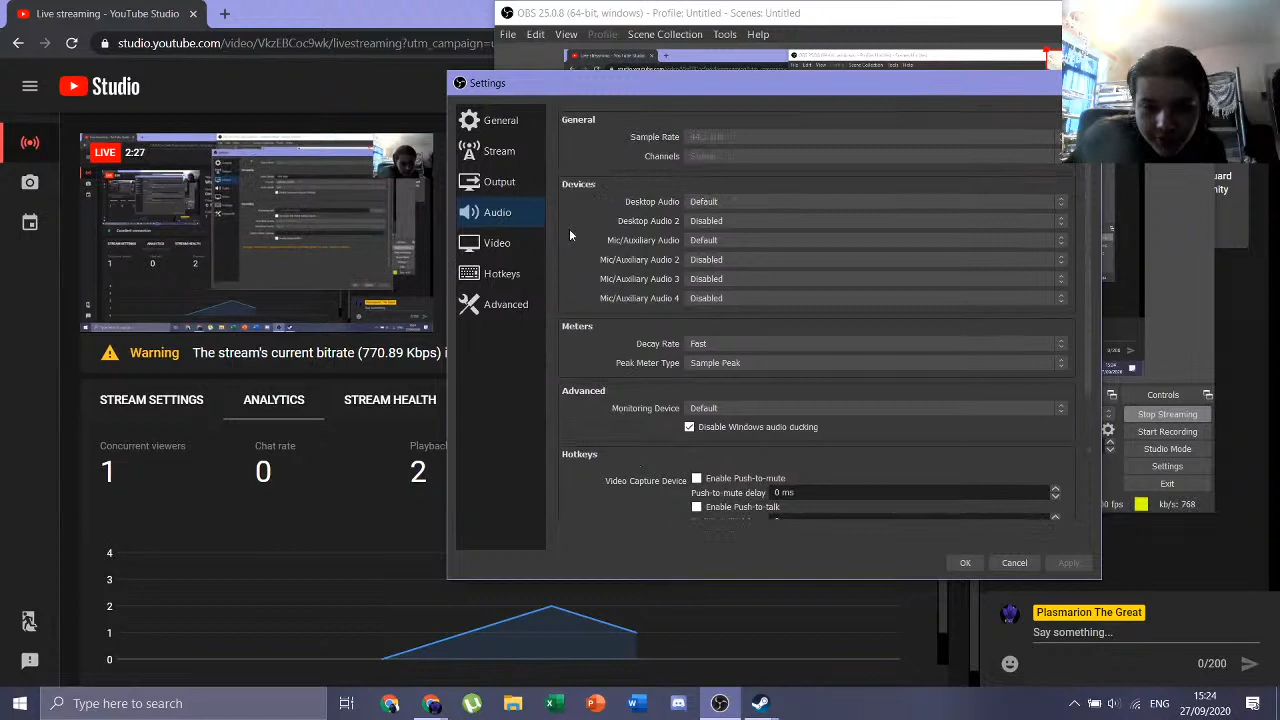 Live streaming - YouTube Studio
OBS 25.0.8 (64-bit, windows) - Profile: Untitled - Scenes: Untitled
studio.youtube.com/video/VkzEBCoc9wk/livestreaming?utm_campaign=u
File Edit View Profile Scene Collection Tools Help
Studio
Settings
LIVE 2:27
General
Stream
Output
Audio
Video
Hotkeys
Advanced
General
Sample Rate
Channels
Devices
Desktop Audio Default
Desktop Audio 2 Disabled
Mic/Auxiliary Audio Default
Mic/Auxiliary Audio 2 Disabled
Mic/Auxiliary Audio 3 Disabled
Mic/Auxiliary Audio 4 Disabled
Meters
Decay Rate Fast
Peak Meter Type Sample Peak
Advanced
Monitoring Device Default
Disable Windows audio ducking
Hotkeys
Video Capture Device Enable Push-to-mute
Push-to-mute delay 0 ms
Enable Push-to-talk
OK Cancel Apply
Warning The stream's current bitrate (770.89 Kbps) i
STREAM SETTINGS ANALYTICS STREAM HEALTH
Concurrent viewers Chat rate Playbac
1 0 2
4
3
2
1
0
Controls
Stop Streaming
Start Recording
Studio Mode
Settings
Exit
00 fps kb/s: 768
Plasmarion The Great
Say something...
0/200
Type here to search
15:24
27/09/2020